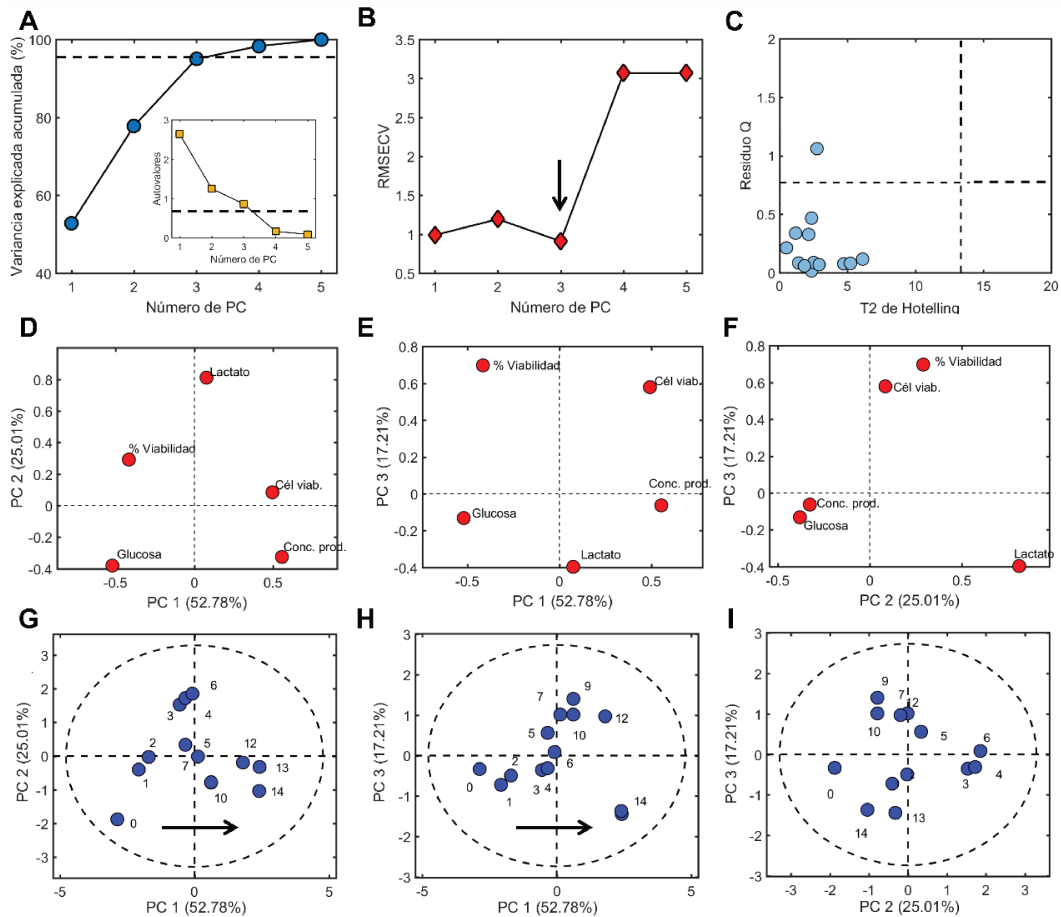 A
Variancia explicada acumulada (%)
100
80
60
40
1 2 3 4 5
Número de PC
Autovalores
3
2
1
0
1 2 3 4 5
Número de PC
B
RMSECV
3.5
3
2.5
2
1.5
1
0.5
1 2 3 4 5
Número de PC
C
Residuo Q
2
1.5
1
0.5
0
0 5 10 15 20
T2 de Hotelling
D
PC 2 (25.01%)
0.8
0.6
0.4
0.2
0
-0.2
-0.4
Lactato
% Viabilidad
Cél viab.
Conc. prod.
Glucosa
-0.5 0 0.5
PC 1 (52.78%)
E
PC 3 (17.21%)
0.8
0.6
0.4
0.2
0
-0.2
-0.4
% Viabilidad
Cél viab.
Conc. prod.
Glucosa
Lactato
-0.5 0 0.5
PC 1 (52.78%)
F
PC 3 (17.21%)
0.8
0.6
0.4
0.2
0
-0.2
-0.4
% Viabilidad
Cél viab.
Conc. prod.
Glucosa
Lactato
-0.5 0 0.5
PC 2 (25.01%)
G
PC 2 (25.01%)
3
2
1
0
-1
-2
-3
6
3 4
2 5 12
1 7 13
10 14
0
-5 0 5
PC 1 (52.78%)
H
PC 3 (17.21%)
3
2
1
0
-1
-2
-3
7 9
12
5 10
2 6
0 1 3 4
14
-5 0 5
PC 1 (52.78%)
I
PC 3 (17.21%)
3
2
1
0
-1
-2
-3
9 7 12
10 5 6
2 3 4
0
14 13
-3 -2 -1 0 1 2 3
PC 2 (25.01%)